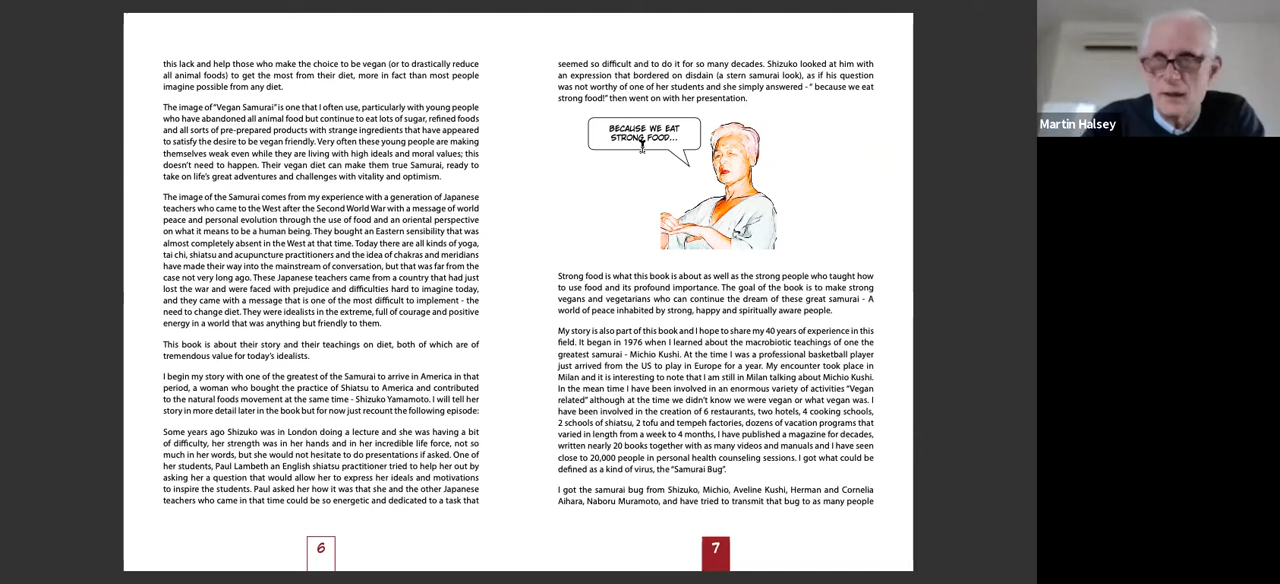 this lack and help those who make the choice to be vegan (or to drastically reduce
all animal foods) to get the most from their diet, more in fact than most people
imagine possible from any diet.
The image of "Vegan Samurai" is one that I often use, particularly with young people
who have abandoned all animal food but continue to eat lots of sugar, refined foods
and all sorts of pre-prepared products with strange ingredients that have appeared
to satisfy the desire to be vegan friendly. Very often these young people are making
themselves weak even while they are living with high ideals and moral values; this
doesn't need to happen. Their vegan diet can make them true Samurai, ready to
take on life's great adventures and challenges with vitality and optimism.
The image of the Samurai comes from my experience with a generation of Japanese
teachers who came to the West after the Second World War with a message of world
peace and personal evolution through the use of food and an oriental perspective
on what it means to be a human being. They bought an Eastern sensibility that was
almost completely absent in the West at that time. Today there are all kinds of yoga,
tai chi, shiatsu and acupuncture practitioners and the idea of chakras and meridians
have made their way into the mainstream of conversation, but that was far from the
case not very long ago. These Japanese teachers came from a country that had just
lost the war and were faced with prejudice and difficulties hard to imagine today,
and they came with a message that is one of the most difficult to implement - the
need to change diet. They were idealists in the extreme, full of courage and positive
energy in a world that was anything but friendly to them.
This book is about their story and their teachings on diet, both of which are of
tremendous value for today's idealists.
I begin my story with one of the greatest of the Samurai to arrive in America in that
period, a woman who bought the practice of Shiatsu to America and contributed
to the natural foods movement at the same time - Shizuko Yamamoto. I will tell her
story in more detail later in the book but for now just recount the following episode:
Some years ago Shizuko was in London doing a lecture and she was having a bit
of difficulty, her strength was in her hands and in her incredible life force, not so
much in her words, but she would not hesitate to do presentations if asked. One of
her students, Paul Lambeth an English shiatsu practitioner tried to help her out by
asking her a question that would allow her to express her ideals and motivations
to inspire the students. Paul asked her how it was that she and the other Japanese
teachers who came in that time could be so energetic and dedicated to a task that
6
seemed so difficult and to do it for so many decades. Shizuko looked at him with
an expression that bordered on disdain (a stern samurai look), as if his question
was not worthy of one of her students and she simply answered - " because we eat
strong food!" then went on with her presentation.
BECAUSE WE EAT
STRONG FOOD...
Strong food is what this book is about as well as the strong people who taught how
to use food and its profound importance. The goal of the book is to make strong
vegans and vegetarians who can continue the dream of these great samurai - A
world of peace inhabited by strong, happy and spiritually aware people.
My story is also part of this book and I hope to share my 40 years of experience in this
field. It began in 1976 when I learned about the macrobiotic teachings of one the
greatest samurai - Michio Kushi. At the time I was a professional basketball player
just arrived from the US to play in Europe for a year. My encounter took place in
Milan and it is interesting to note that I am still in Milan talking about Michio Kushi.
In the mean time I have been involved in an enormous variety of activities "Vegan
related" although at the time we didn't know we were vegan or what vegan was. I
have been involved in the creation of 6 restaurants, two hotels, 4 cooking schools,
2 schools of shiatsu, 2 tofu and tempeh factories, dozens of vacation programs that
varied in length from a week to 4 months, I have published a magazine for decades,
written nearly 20 books together with as many videos and manuals and I have seen
close to 20,000 people in personal health counseling sessions. I got what could be
defined as a kind of virus, the "Samurai Bug".
I got the samurai bug from Shizuko, Michio, Aveline Kushi, Herman and Cornelia
Aihara, Naboru Muramoto, and have tried to transmit that bug to as many people
7
Martin Halsey